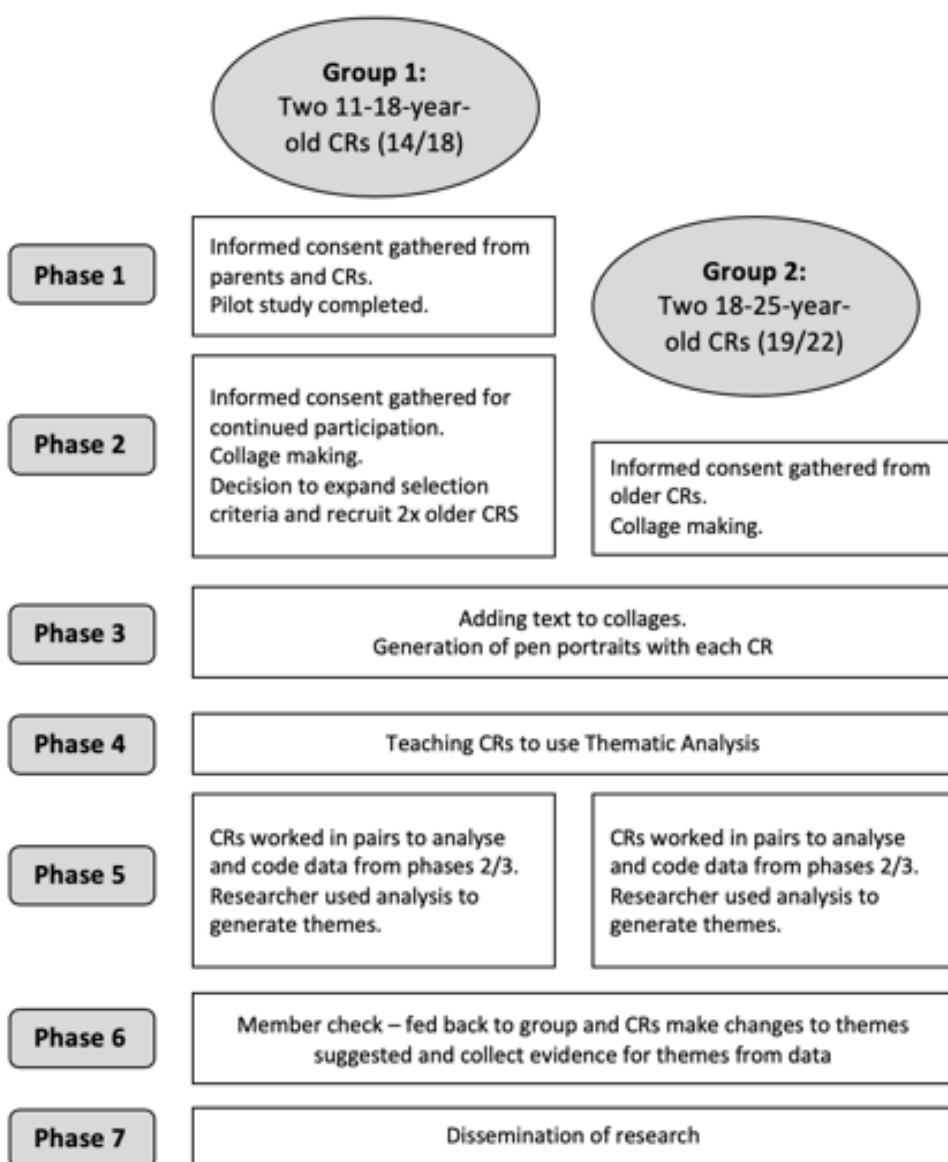 Group 1:
Two 11-18-year-
old CRs (14/18)
Phase 1
Informed consent gathered from
parents and CRs.
Pilot study completed.
Group 2:
Two 18-25-year-
old CRs (19/22)
Phase 2
Informed consent gathered for
continued participation.
Collage making.
Decision to expand selection
criteria and recruit 2x older CRS
Informed consent gathered from
older CRs.
Collage making.
Phase 3
Adding text to collages.
Generation of pen portraits with each CR
Phase 4
Teaching CRs to use Thematic Analysis
Phase 5
CRs worked in pairs to analyse
and code data from phases 2/3.
Researcher used analysis to
generate themes.
CRs worked in pairs to analyse
and code data from phases 2/3.
Researcher used analysis to
generate themes.
Phase 6
Member check – fed back to group and CRs make changes to themes
suggested and collect evidence for themes from data
Phase 7
Dissemination of research